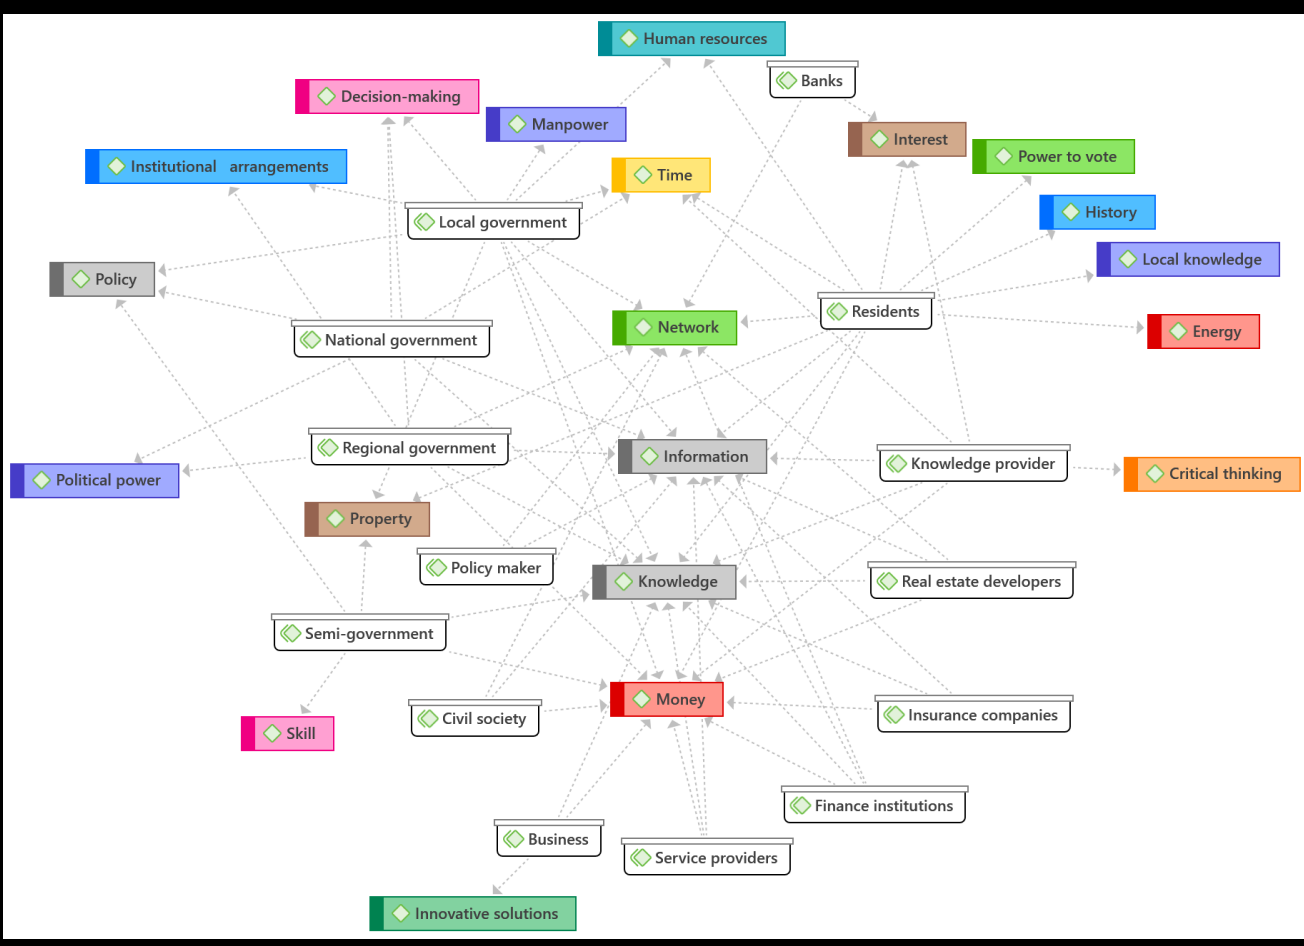 Human resources
Banks
Decision-making
Manpower
Interest
Power to vote
Institutional arrangements
Time
History
Local government
Local knowledge
Policy
Residents
Network
Energy
National government
Regional government
Information
Knowledge provider
Critical thinking
Political power
Property
Policy maker
Knowledge
Real estate developers
Semi-government
Money
Civil society
Insurance companies
Skill
Finance institutions
Business
Service providers
Innovative solutions